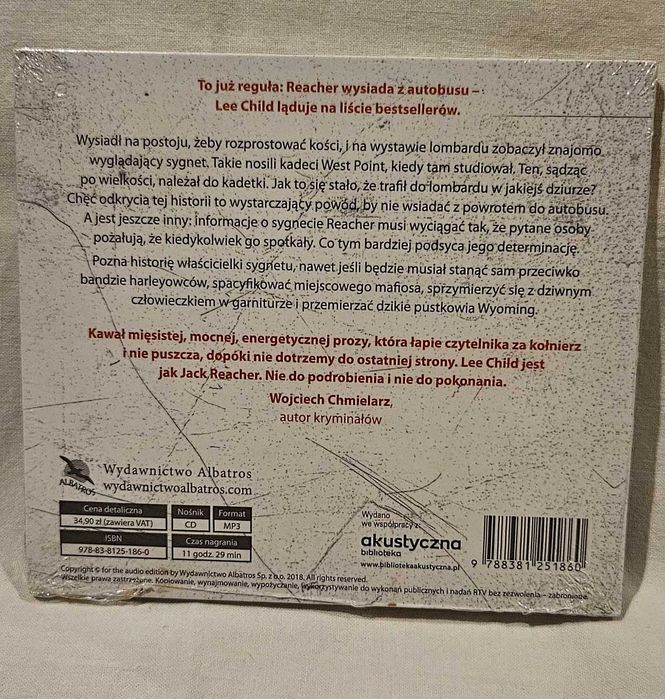 To już reguła: Reacher wysiada z autobusu –
Lee Child ląduje na liście bestsellerów.
Wysiadł na postoju, żeby rozprostować kości, i na wystawie lombardu zobaczył znajomo
wyglądający sygnet. Takie nosili kadeci West Point, kiedy tam studiował. Ten, sądząc
po wielkości, należał do kadetki. Jak to się stało, że trafił do lombardu w jakiejś dziurze?
Chęć odkrycia tej historii to wystarczający powód, by nie wsiadać z powrotem do autobusu.
A jest jeszcze inny: informacje o sygnecie Reacher musi wyciągać tak, że pytane osoby
pożałują, że kiedykolwiek go spotkały. Co tym bardziej podsyca jego determinację.
Pozna historię właścicielki sygnetu, nawet jeśli będzie musiał stanąć sam przeciwko
bandzie harleyowców, spacyfikować miejscowego mafiosa, sprzymierzyć się z dziwnym
człowieczkiem w garniturze i przemierzać dzikie pustkowia Wyoming.
Kawał mięsistej, mocnej, energetycznej prozy, która łapie czytelnika za kołnierz
i nie puszcza, dopóki nie dotrzemy do ostatniej strony. Lee Child jest
jak Jack Reacher. Nie do podrobienia i nie do pokonania.
Wojciech Chmielarz,
autor kryminałów
ALBATROS
Wydawnictwo Albatros
wydawnictwoalbatros.com
Cena detaliczna Nośnik Format
34,90 zł (zawiera VAT) CD MP3
ISBN Czas nagrania
978-83-8125-186-0 11 godz. 29 min
Wydano
we współpracy z:
akustyczna
biblioteka
www.bibliotekaakustyczna.pl
9 788381 251860
Copyright © for the audio edition by Wydawnictwo Albatros Sp. z o.o. 2018. All rights reserved.
Wszelkie prawa zastrzeżone. Kopiowanie, wynajmowanie, wypożyczanie, wykorzystywanie do wykonań publicznych i nadań RTV bez zezwolenia – zabronione.